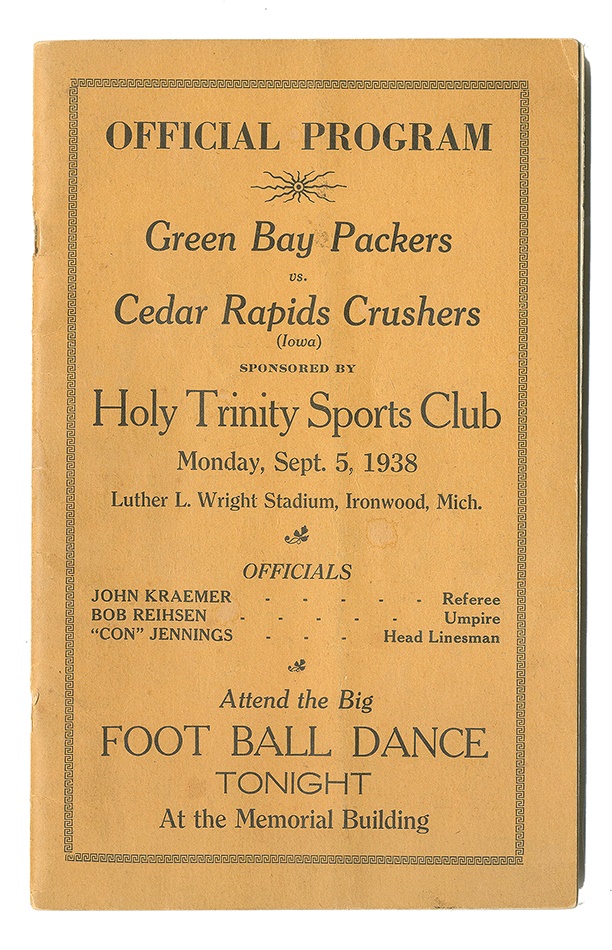 OFFICIAL PROGRAM
Green Bay Packers
vs.
Cedar Rapids Crushers
(Iowa)
SPONSORED BY
Holy Trinity Sports Club
Monday, Sept. 5, 1938
Luther L. Wright Stadium, Ironwood, Mich.
OFFICIALS
JOHN KRAEMER - - - - - Referee
BOB REIHSEN - - - - - Umpire
“CON” JENNINGS - - - Head Linesman
Attend the Big
FOOT BALL DANCE
TONIGHT
At the Memorial Building